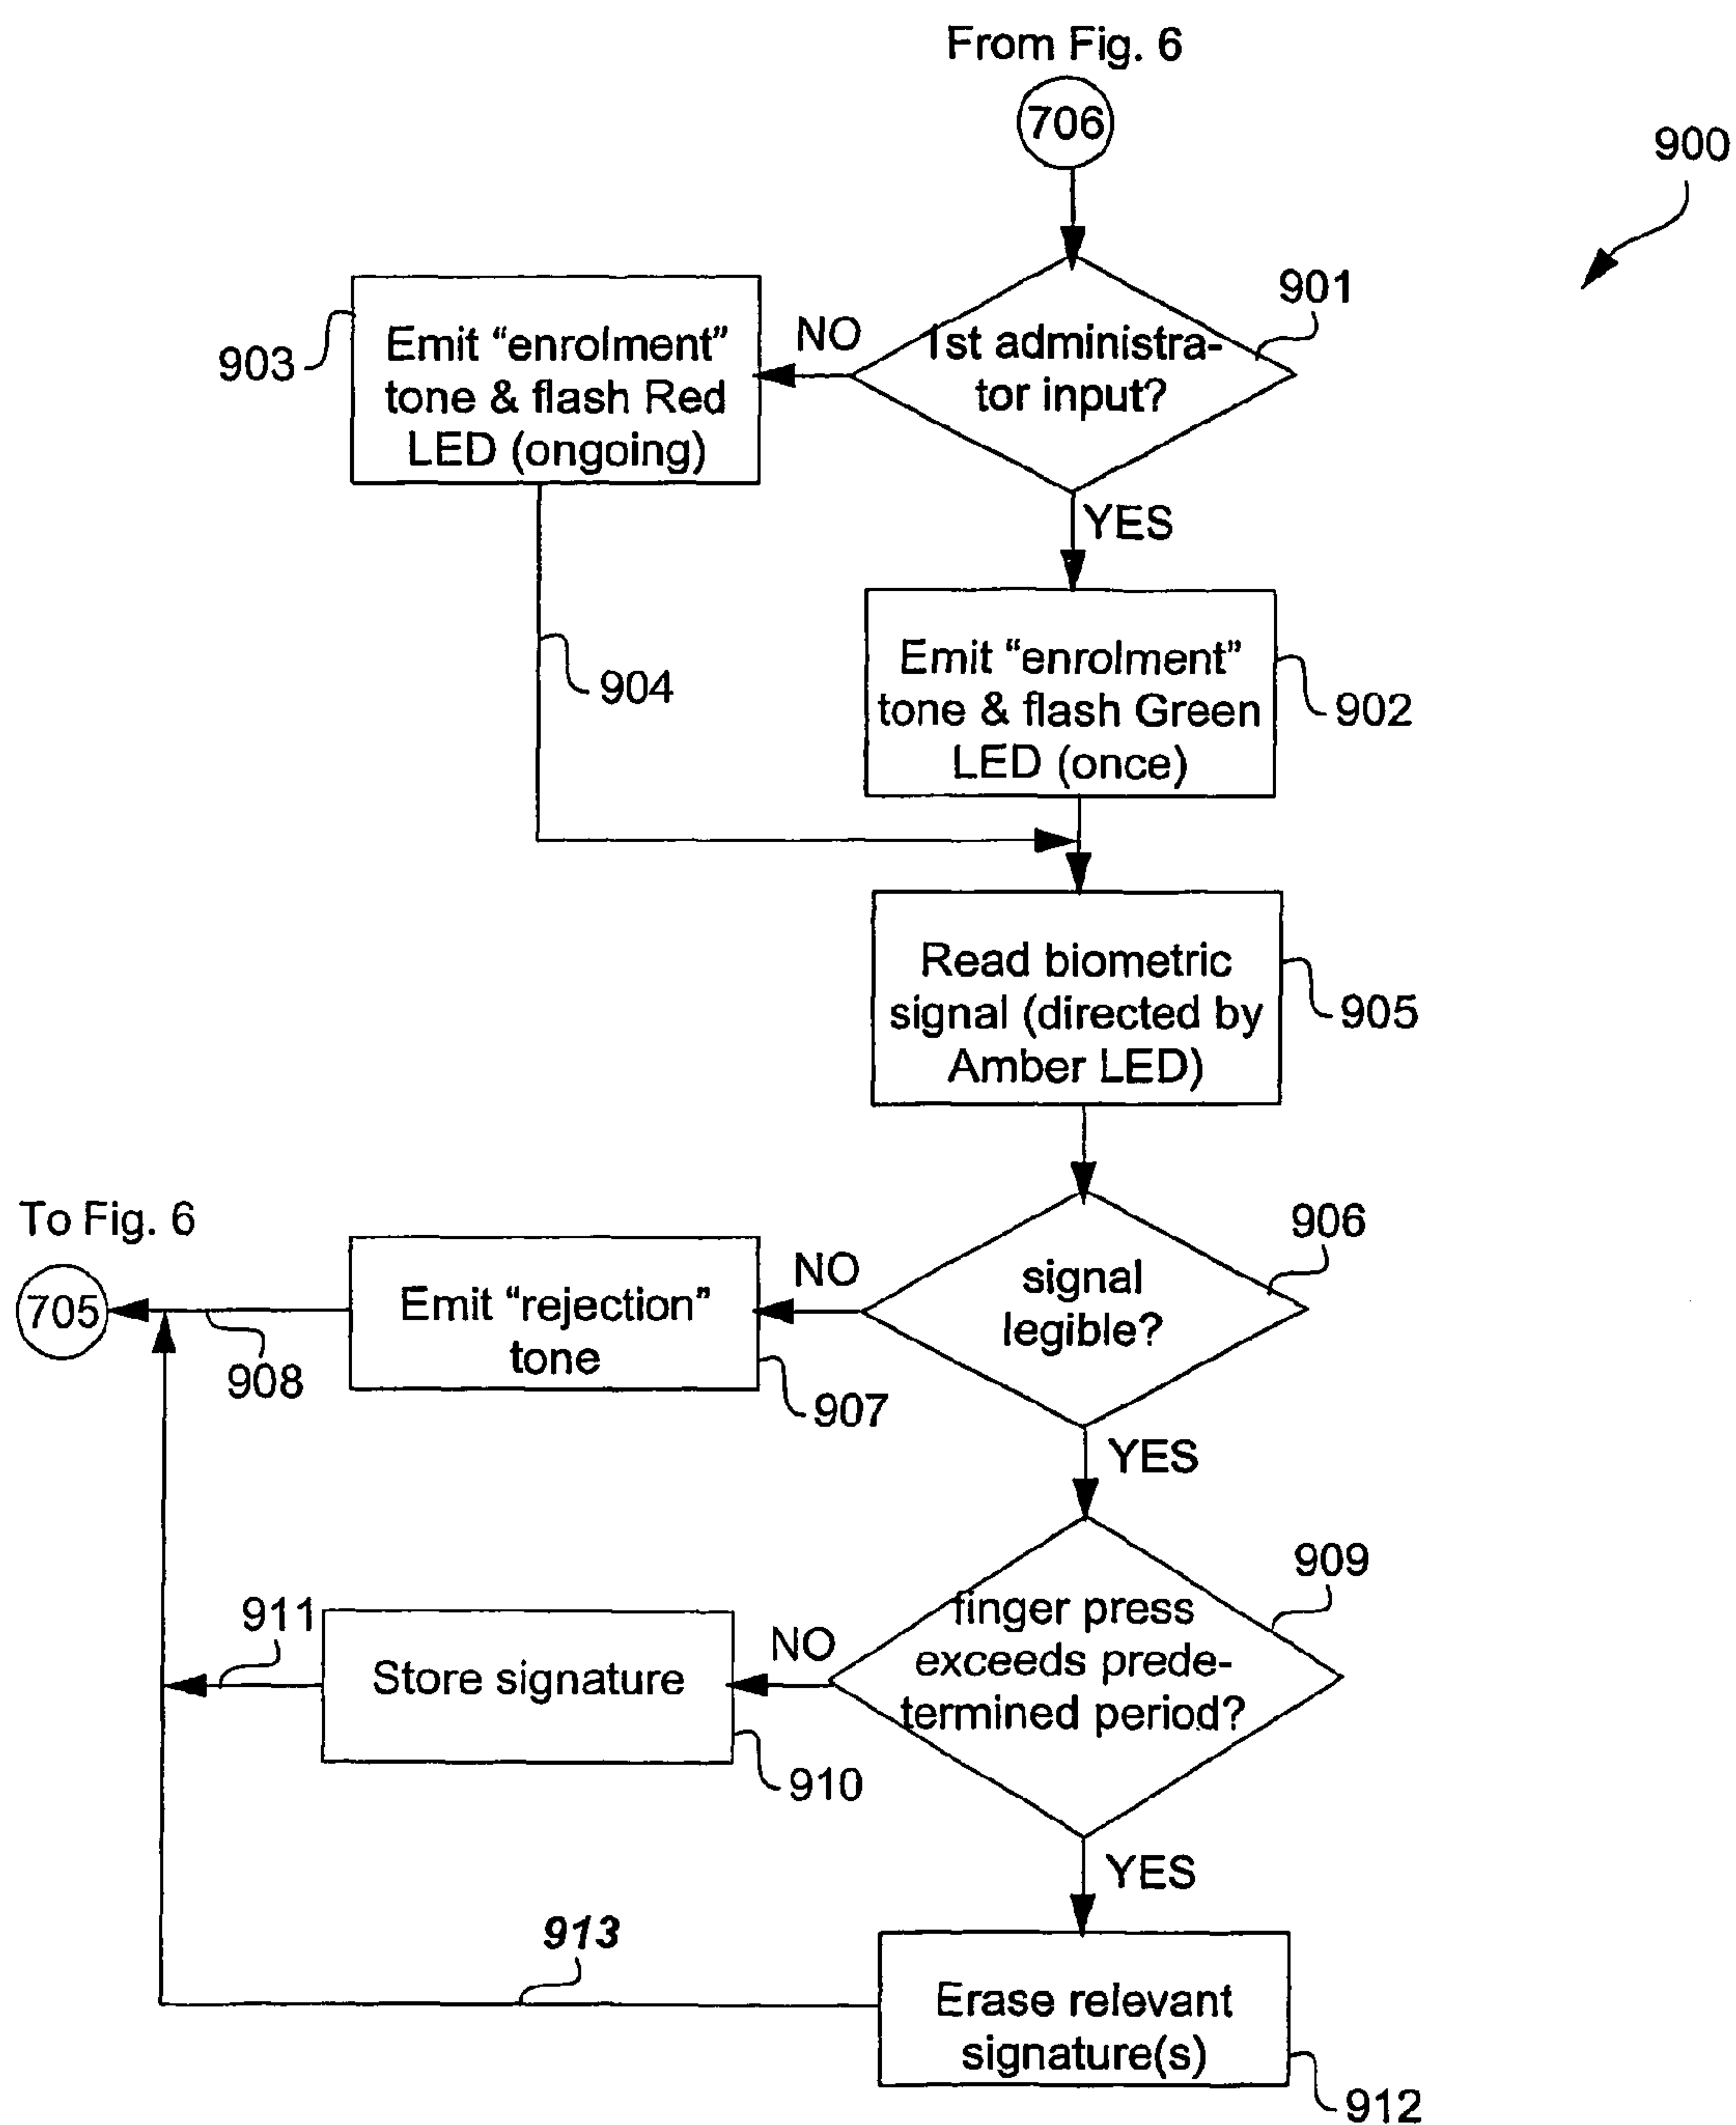 From Fig. 6
706
900
901
1st administra-
tor input?
NO
903
Emit “enrolment”
tone & flash Red
LED (ongoing)
YES
904
Emit “enrolment”
tone & flash Green
LED (once)
902
Read biometric
signal (directed by
Amber LED)
905
To Fig. 6
705
908
Emit “rejection”
tone
907
NO
signal
legible?
906
YES
909
finger press
exceeds prede-
termined period?
NO
911
Store signature
910
YES
913
Erase relevant
signature(s)
912